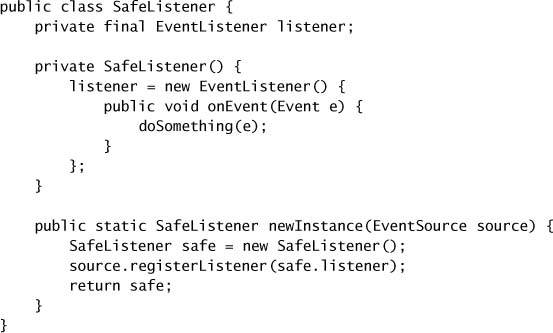 public class SafeListener {
    private final EventListener listener;

    private SafeListener() {
        listener = new EventListener() {
            public void onEvent(Event e) {
                doSomething(e);
            }
        };
    }

    public static SafeListener newInstance(EventSource source) {
        SafeListener safe = new SafeListener();
        source.registerListener(safe.listener);
        return safe;
    }
}